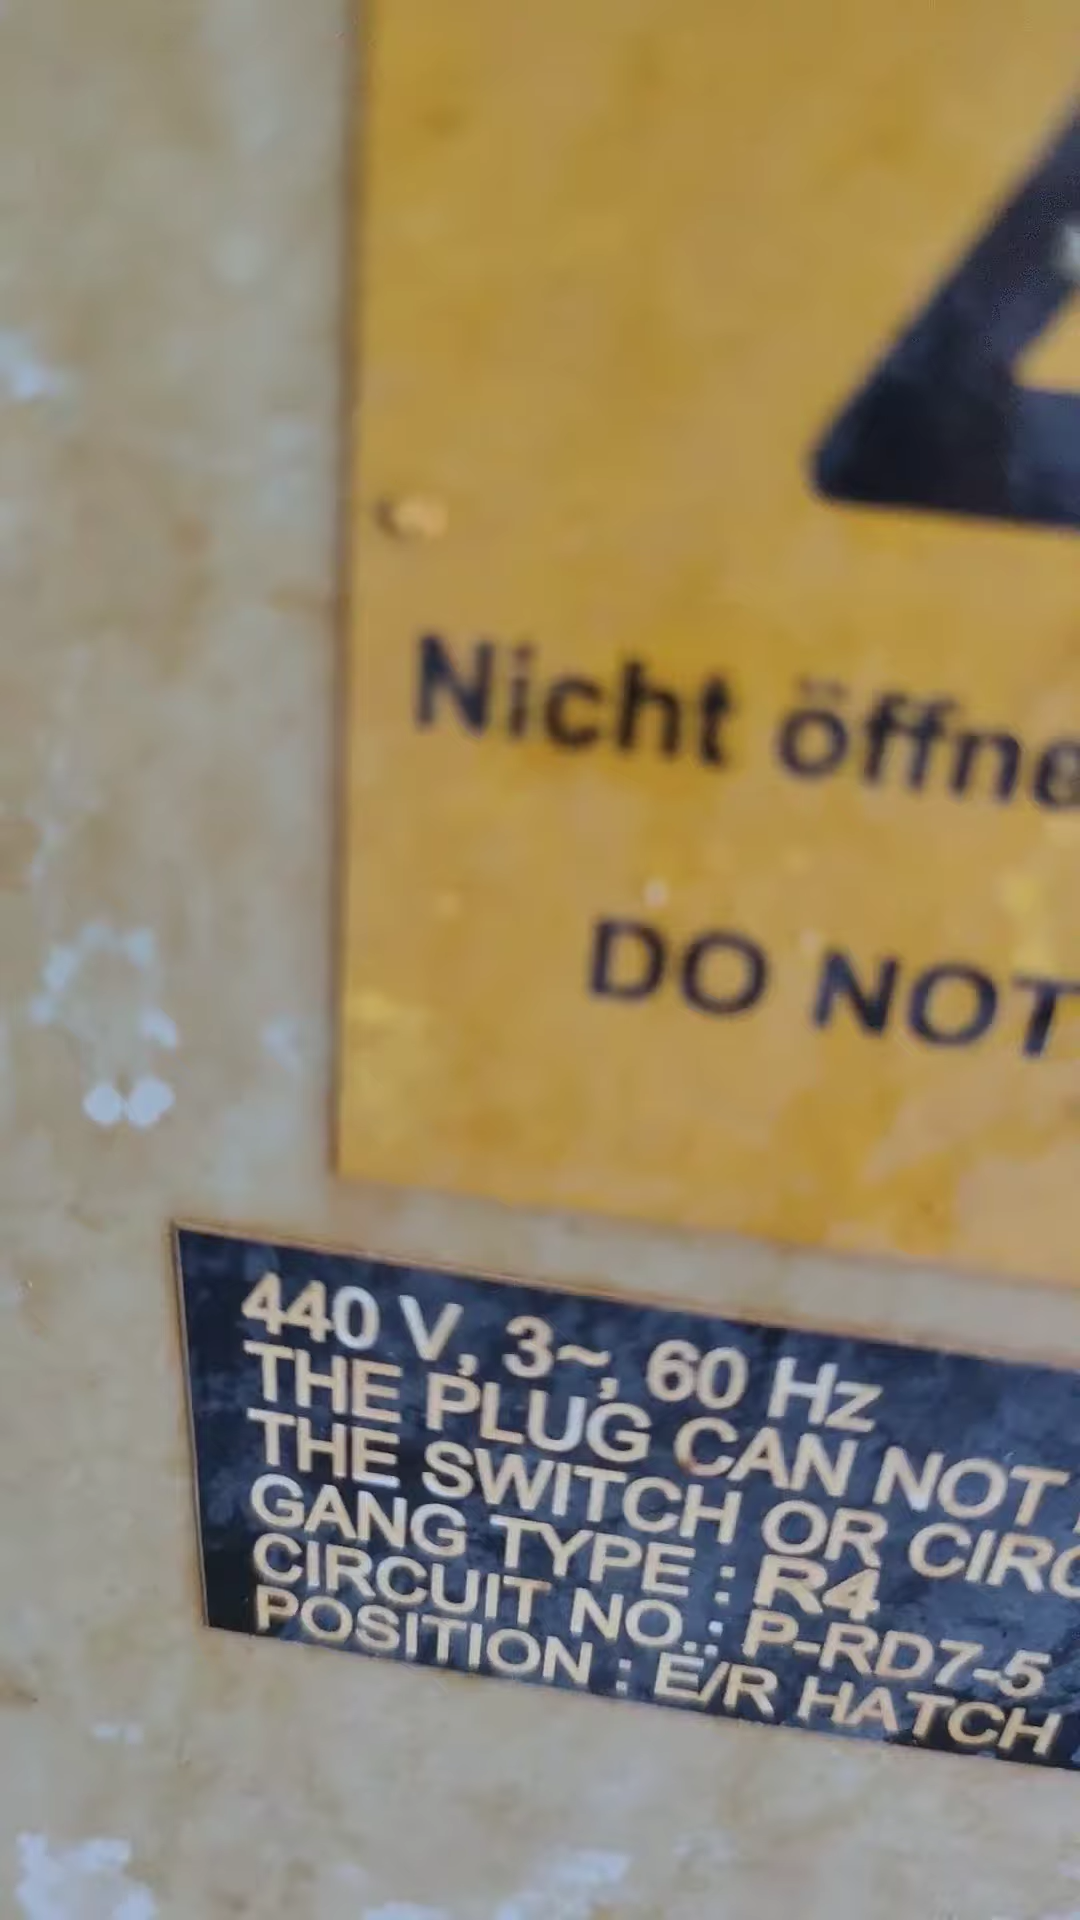 Nicht öffne
DO NOT
440 V, 3~, 60 Hz
THE PLUG CAN NOT
THE SWITCH OR CIRC
GANG TYPE : R4
CIRCUIT NO.: P-RD7-5
POSITION : E/R HATCH